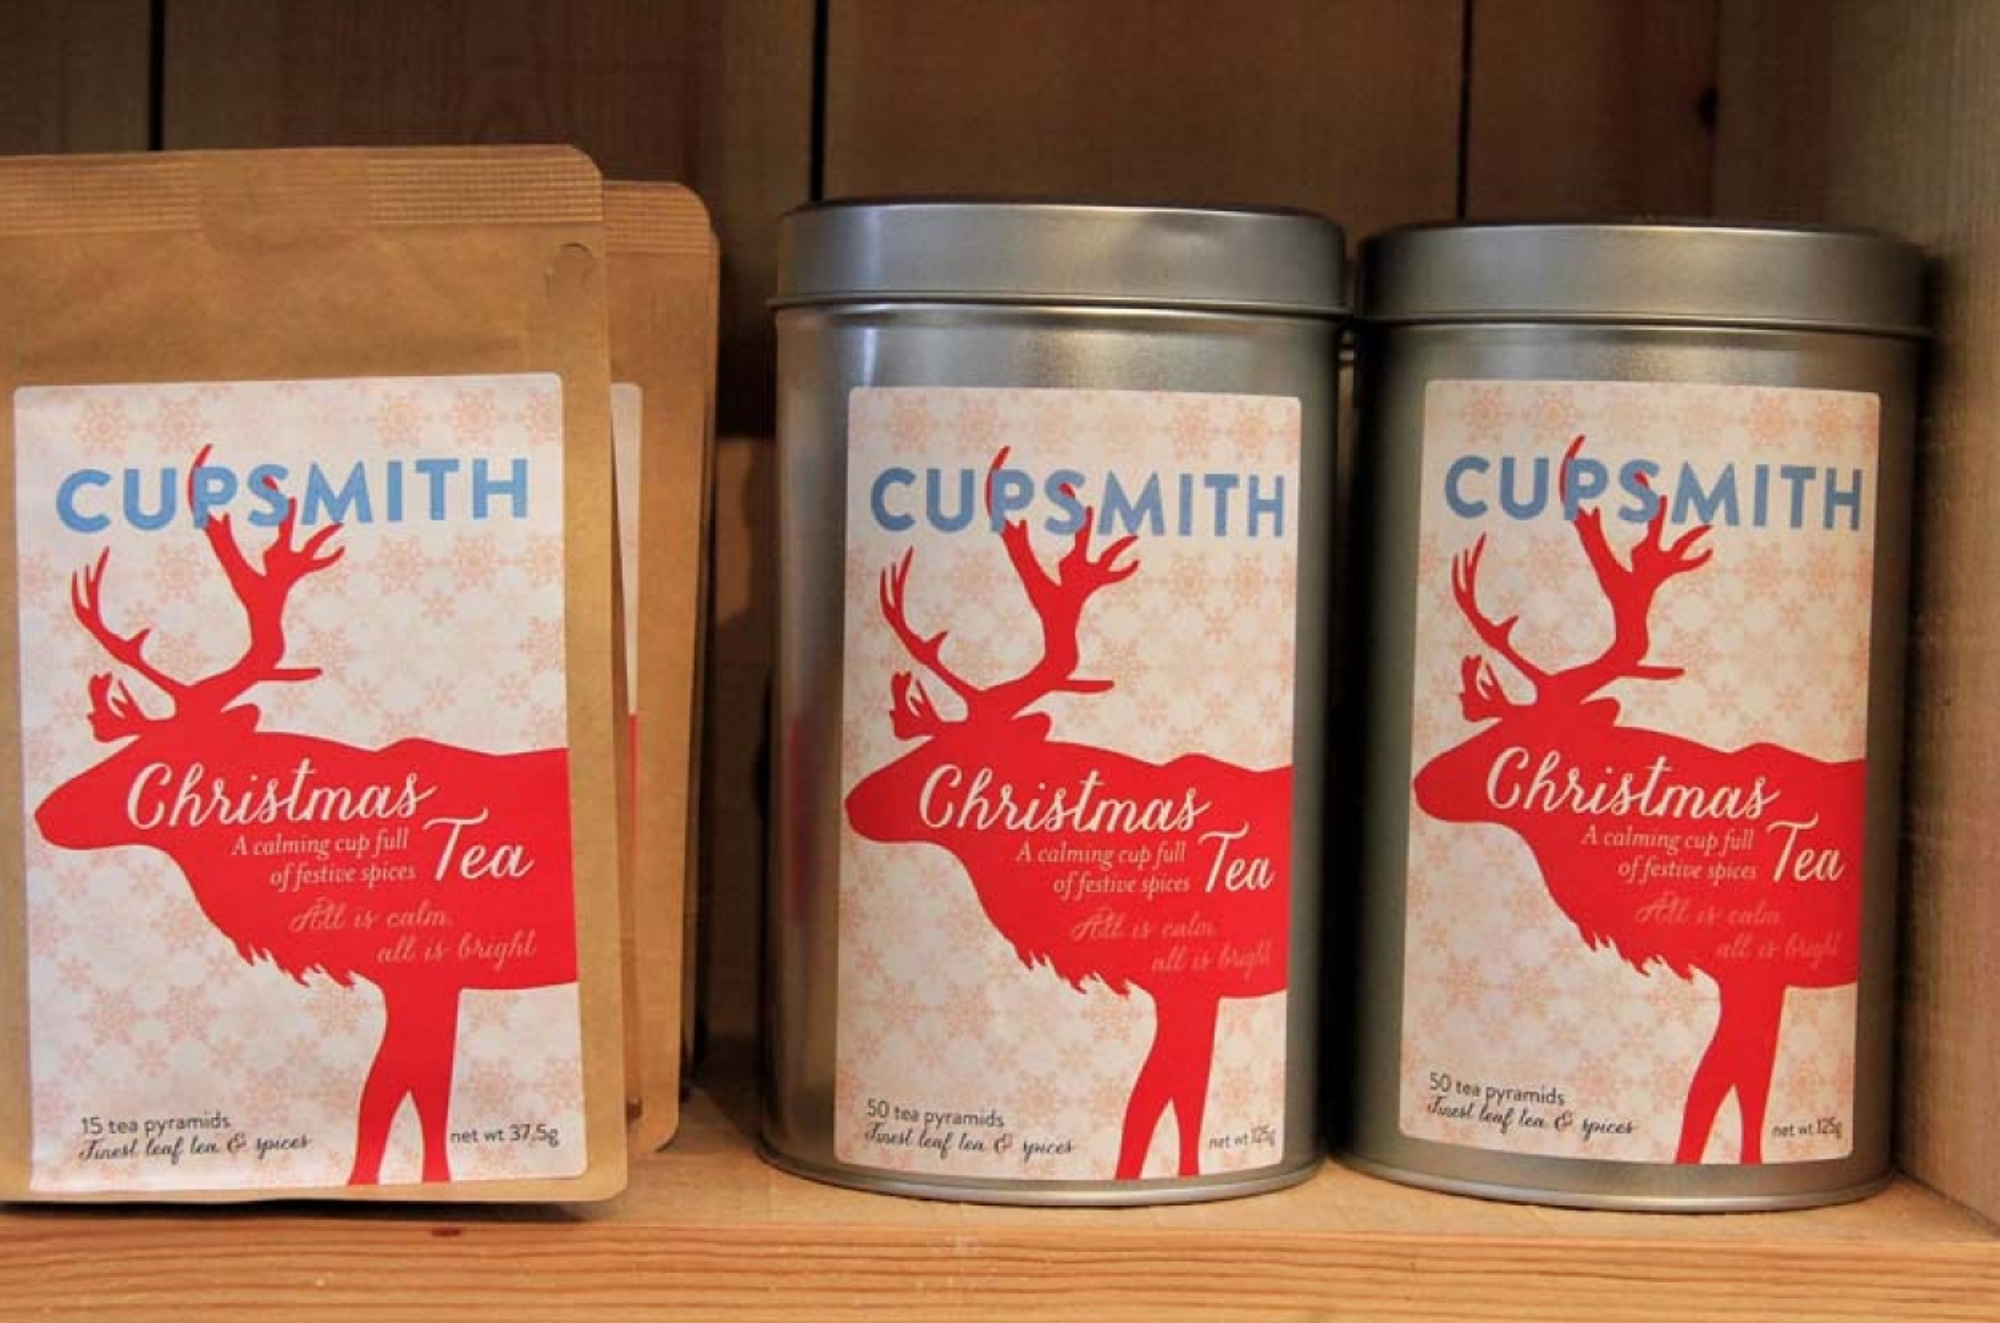 CUPSMITH
Christmas
Tea
A calming cup full
of festive spices
All is calm,
all is bright
15 tea pyramids
Finest leaf tea & spices
net wt 37,5g
CUPSMITH
Christmas
Tea
A calming cup full
of festive spices
All is calm,
all is bright
50 tea pyramids
Finest leaf tea & spices
net wt 125g
CUPSMITH
Christmas
Tea
A calming cup full
of festive spices
All is calm,
all is bright
50 tea pyramids
Finest leaf tea & spices
net wt 125g